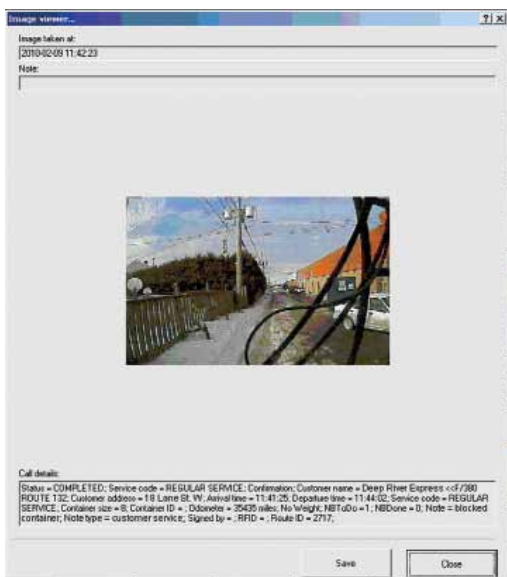 Image viewer...
Image taken at:
2010-02-09 11:42:23
Note:
Call details:
Status = COMPLETED; Service code = REGULAR SERVICE; Confirmation; Customer name = Deep River Express <<F/380
ROUTE 132; Customer address = 18 Lane St. W; Arrival time = 11:41:25; Departure time = 11:44:02; Service code = REGULAR
SERVICE; Container size = 8; Container ID = ; Odometer = 35435 miles; No Weight; NBToDo = 1; NBDone = 0; Note = blocked
container; Note type = customer service; Signed by = ; RFID = ; Route ID = 2717;
Save
Close